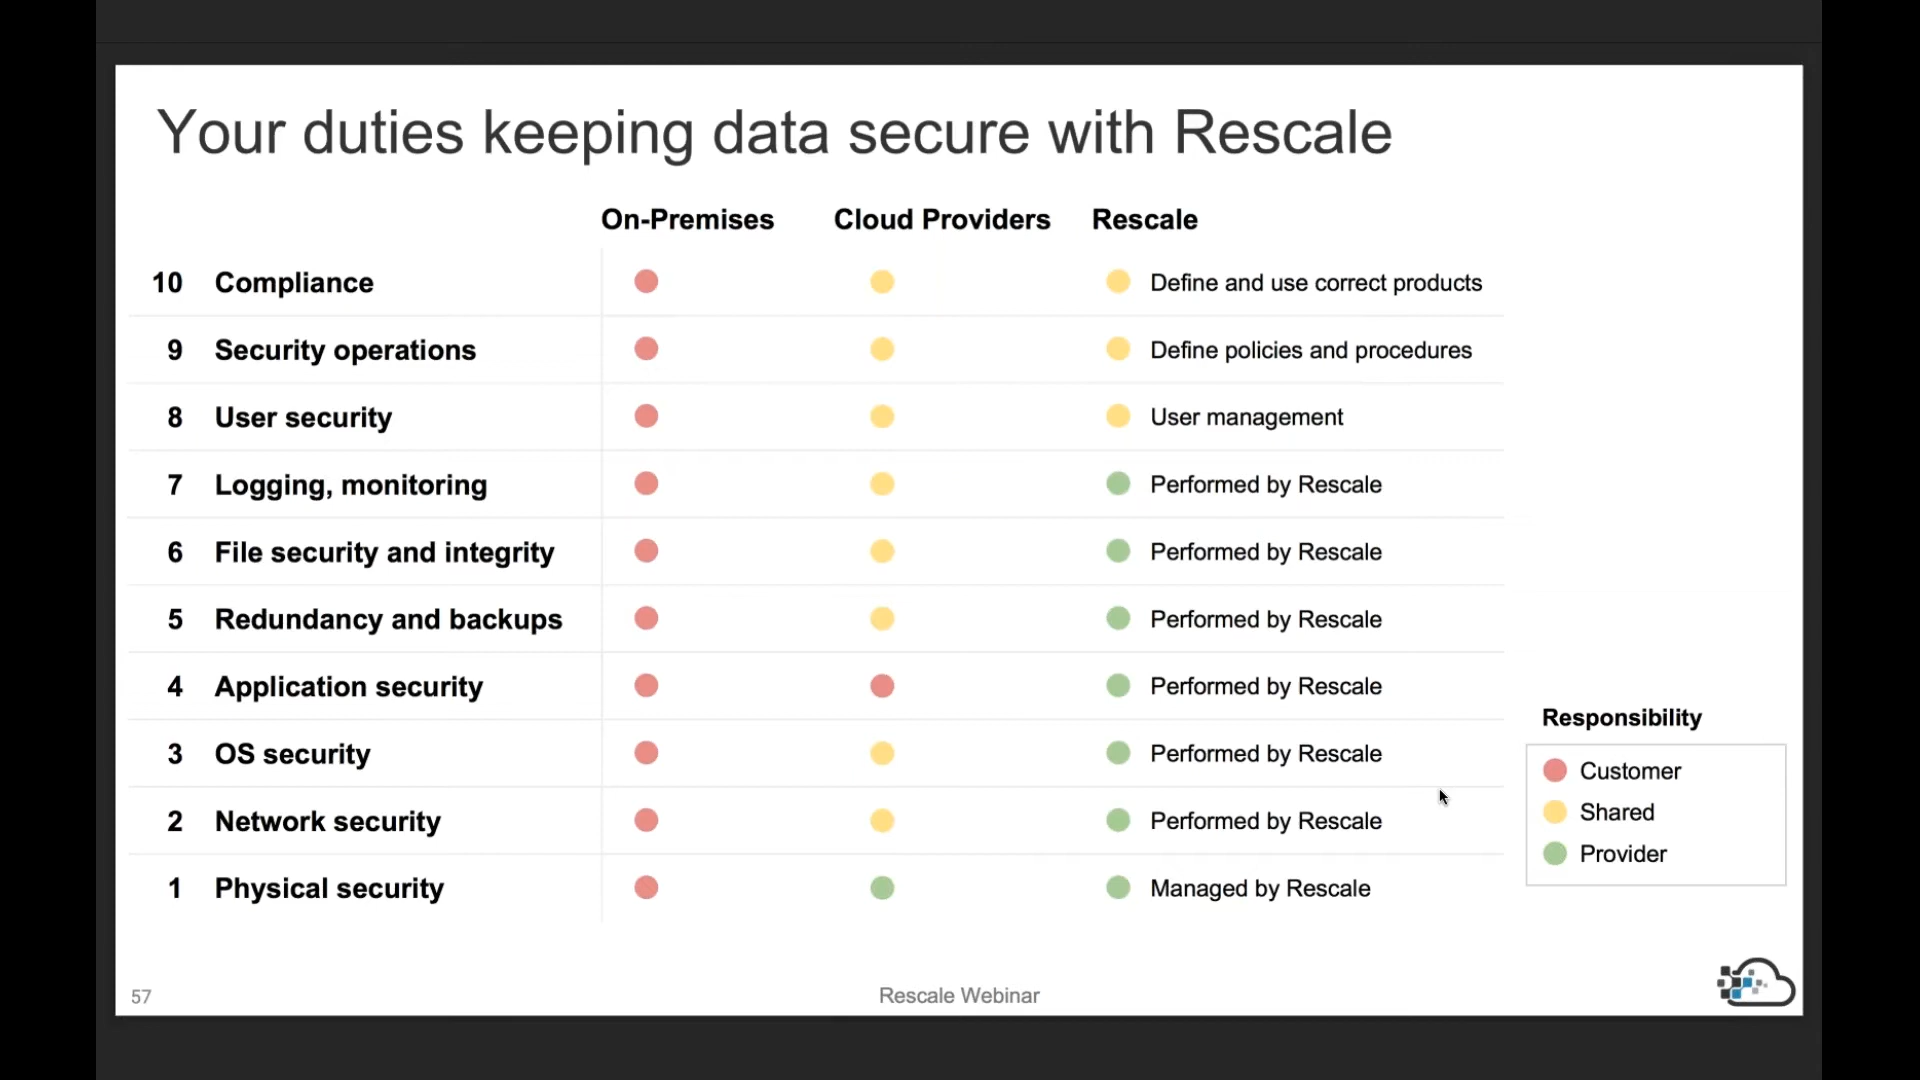 Your duties keeping data secure with Rescale
On-Premises Cloud Providers Rescale
10 Compliance Define and use correct products
9 Security operations Define policies and procedures
8 User security User management
7 Logging, monitoring Performed by Rescale
6 File security and integrity Performed by Rescale
5 Redundancy and backups Performed by Rescale
4 Application security Performed by Rescale
3 OS security Performed by Rescale
2 Network security Performed by Rescale
1 Physical security Managed by Rescale
Responsibility
Customer
Shared
Provider
57 Rescale Webinar